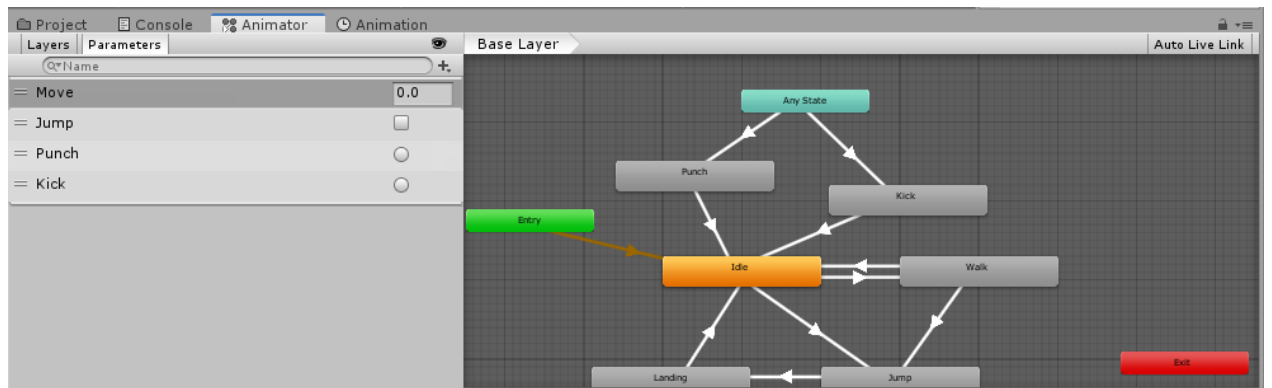 Project Console Animator Animation
Layers Parameters Base Layer Auto Live Link
Name
Move 0.0
Jump
Punch
Kick
Any State
Punch
Kick
Entry
Idle
Walk
Exit
Landing
Jump